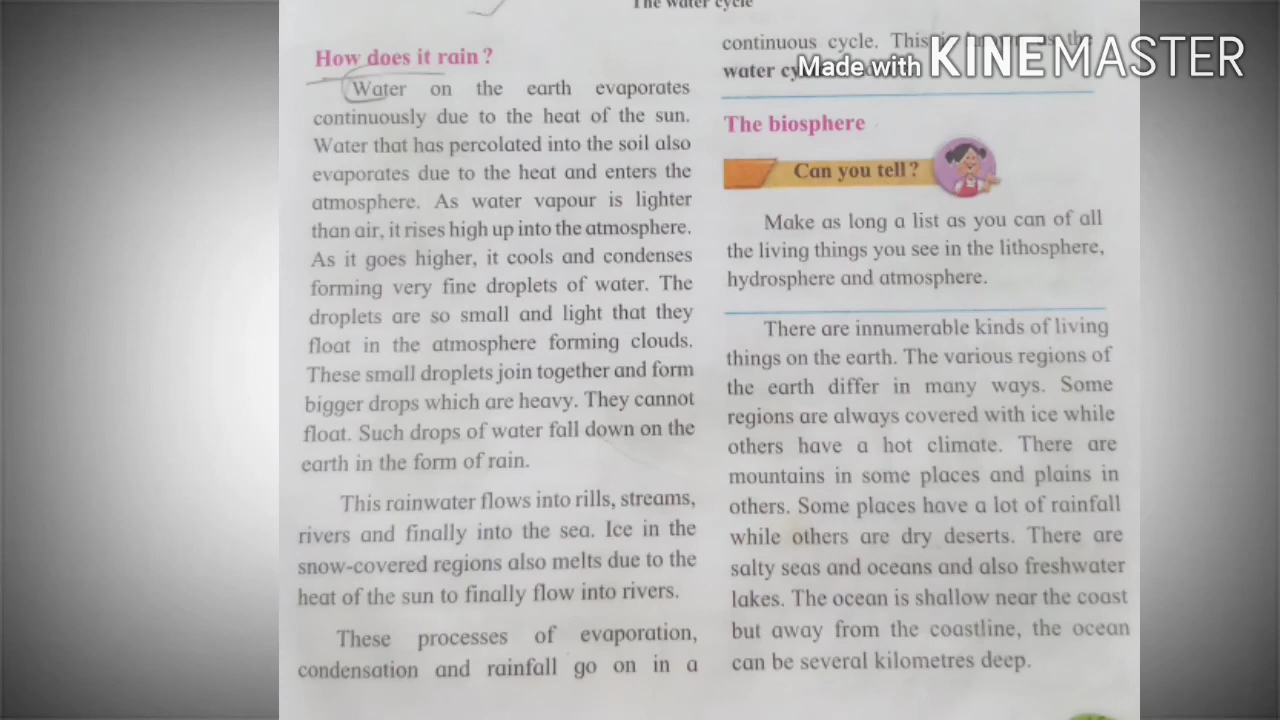 The water cycle
How does it rain ?
Water on the earth evaporates
continuously due to the heat of the sun.
Water that has percolated into the soil also
evaporates due to the heat and enters the
atmosphere. As water vapour is lighter
than air, it rises high up into the atmosphere.
As it goes higher, it cools and condenses
forming very fine droplets of water. The
droplets are so small and light that they
float in the atmosphere forming clouds.
These small droplets join together and form
bigger drops which are heavy. They cannot
float. Such drops of water fall down on the
earth in the form of rain.
This rainwater flows into rills, streams,
rivers and finally into the sea. Ice in the
snow-covered regions also melts due to the
heat of the sun to finally flow into rivers.
These processes of evaporation,
condensation and rainfall go on in a
continuous cycle. This
water
Made with KINEMASTER
The biosphere
Can you tell ?
Make as long a list as you can of all
the living things you see in the lithosphere,
hydrosphere and atmosphere.
There are innumerable kinds of living
things on the earth. The various regions of
the earth differ in many ways. Some
regions are always covered with ice while
others have a hot climate. There are
mountains in some places and plains in
others. Some places have a lot of rainfall
while others are dry deserts. There are
salty seas and oceans and also freshwater
lakes. The ocean is shallow near the coast
but away from the coastline, the ocean
can be several kilometres deep.